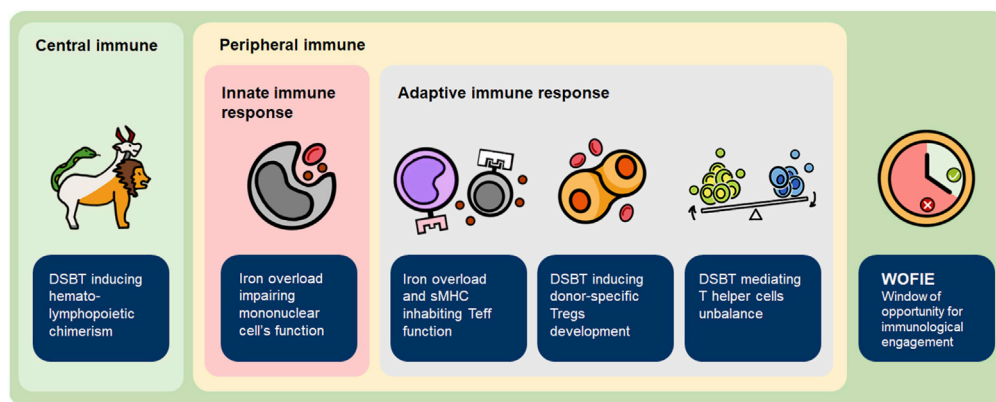 Central immune
Peripheral immune
Innate immune
response
Adaptive immune response
DSBT inducing
hemato-
lymphopoietic
chimerism
Iron overload
impairing
mononuclear
cell's function
Iron overload
and sMHC
inhabiting Teff
function
DSBT inducing
donor-specific
Tregs
development
DSBT mediating
T helper cells
unbalance
WOFIE
Window of
opportunity for
immunological
engagement